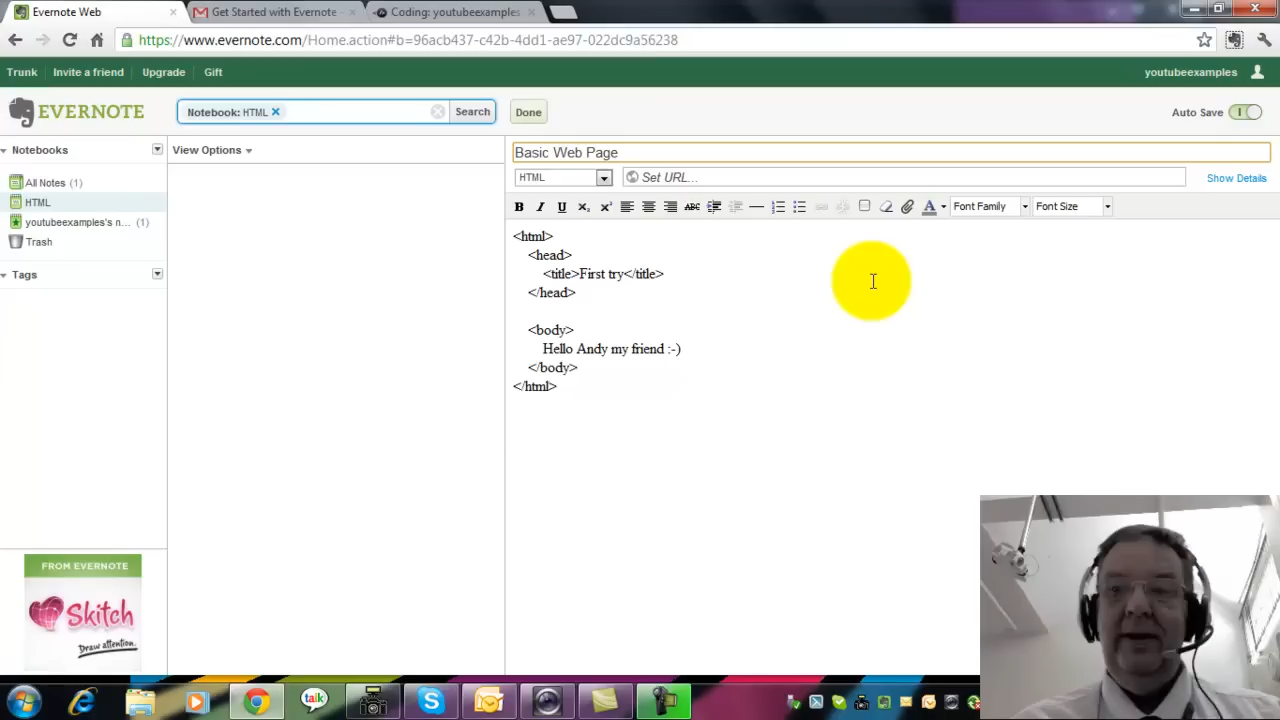 Evernote Web
Get Started with Evernote -
Coding: youtubeexamples
https://www.evernote.com/Home.action#b=96acb437-c42b-4dd1-ae97-022dc9a56238
Trunk Invite a friend Upgrade Gift youtubeexamples
EVERNOTE Notebook: HTML Search Done Auto Save
Notebooks
View Options
Basic Web Page
All Notes (1)
HTML
youtubeexamples's n... (1)
Trash
Tags
HTML Set URL... Show Details
B I U ABC A Font Family Font Size
<html>
<head>
<title>First try</title>
</head>
<body>
Hello Andy my friend :-)
</body>
</html>
FROM EVERNOTE
Skitch
Draw attention.
talk